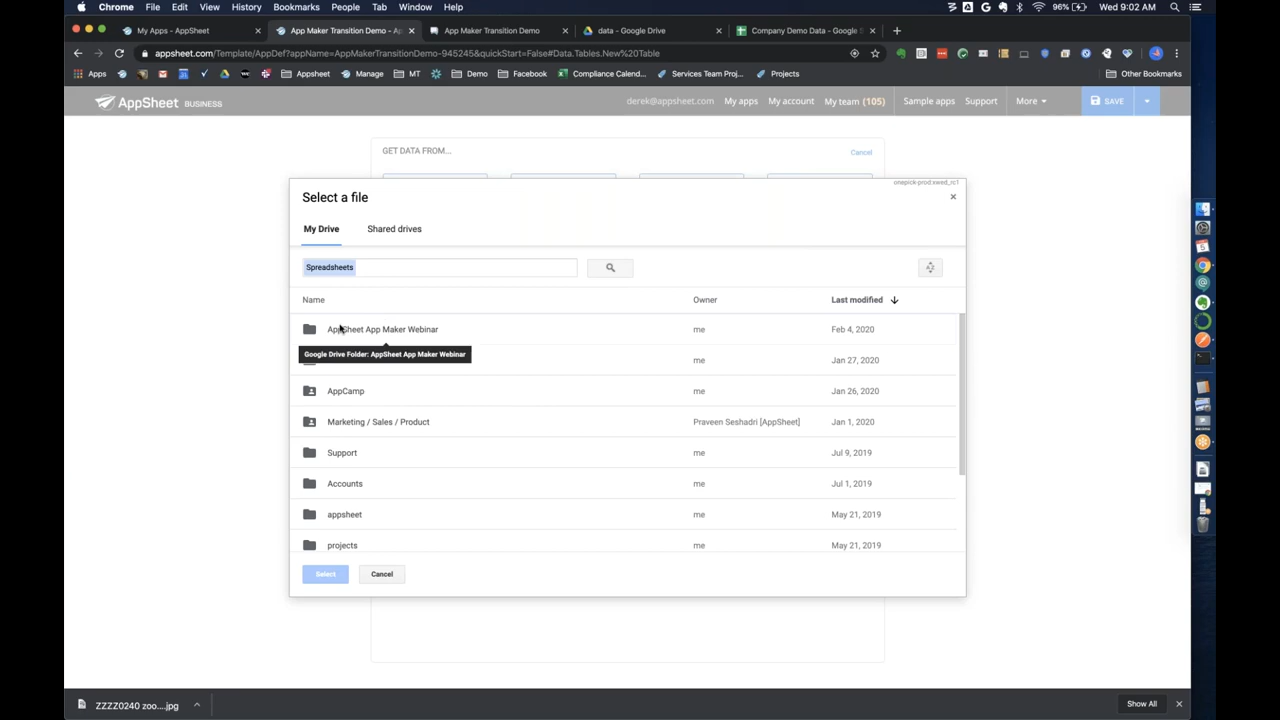 Chrome File Edit View History Bookmarks People Tab Window Help 96% Wed 9:02 AM
My Apps - AppSheet App Maker Transition Demo - Ap App Maker Transition Demo data - Google Drive Company Demo Data - Google S
appsheet.com/Template/AppDef?appName=AppMakerTransitionDemo-945245&quickStart=False#Data.Tables.New%20Table
Apps Appsheet Manage MT Demo Facebook Compliance Calend... Services Team Proj... Projects Other Bookmarks
AppSheet BUSINESS derek@appsheet.com My apps My account My team (105) Sample apps Support More SAVE
GET DATA FROM... Cancel
onepick-prod:xwed_rc1
Select a file
My Drive Shared drives
Spreadsheets
Name Owner Last modified
AppSheet App Maker Webinar me Feb 4, 2020
Google Drive Folder: AppSheet App Maker Webinar
me Jan 27, 2020
AppCamp me Jan 26, 2020
Marketing / Sales / Product Praveen Seshadri [AppSheet] Jan 1, 2020
Support me Jul 9, 2019
Accounts me Jul 1, 2019
appsheet me May 21, 2019
projects me May 21, 2019
Select Cancel
ZZZZ0240 zoo....jpg Show All